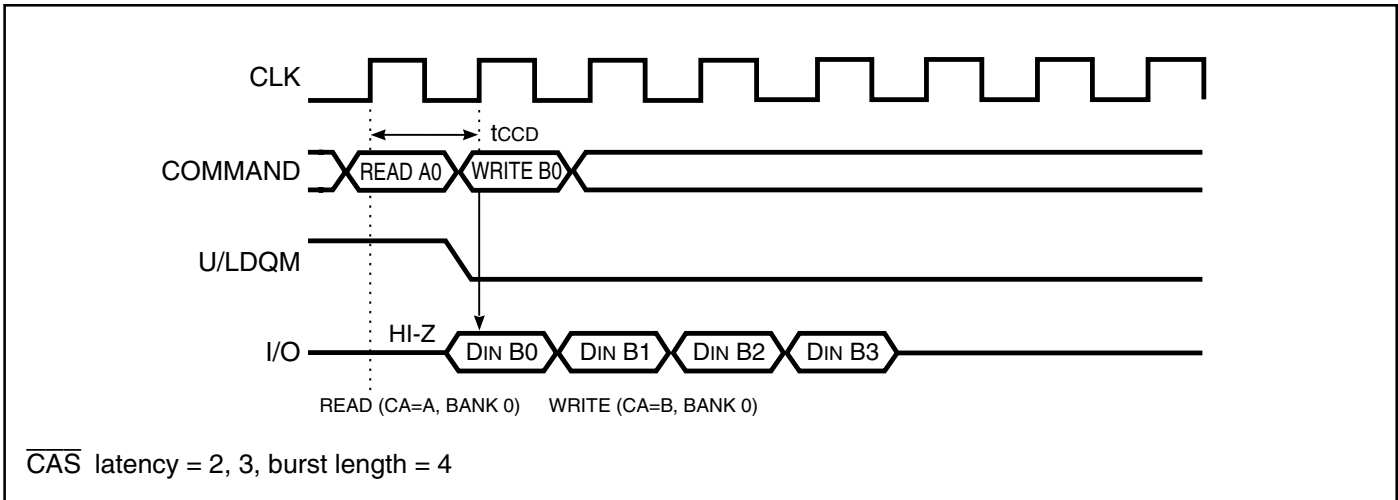 CLK
tCCD
COMMAND READ A0 WRITE B0
U/LDQM
HI-Z
I/O DIN B0 DIN B1 DIN B2 DIN B3
READ (CA=A, BANK 0) WRITE (CA=B, BANK 0)
CAS latency = 2, 3, burst length = 4